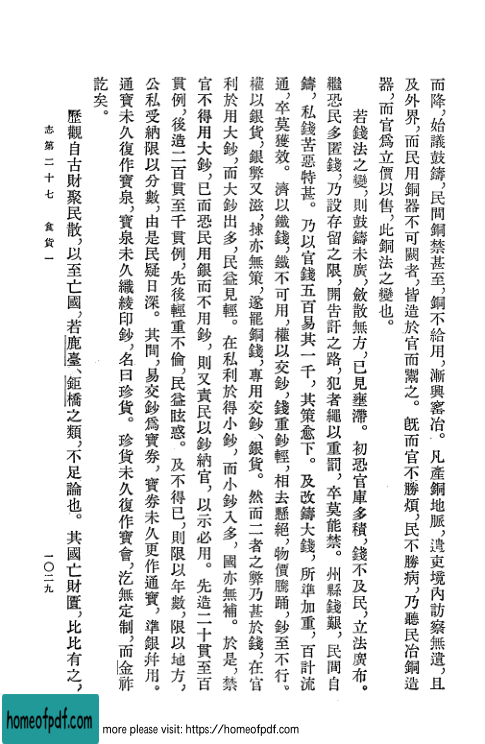 而降，始議鼓鑄，民間銅禁甚至，銅不給用，漸興窰冶。凡產銅地脈，遣吏境內訪察無遺，且
及外界，而民用銅器不可闕者，皆造於官而鬻之。旣而官不勝煩，民不勝病，乃聽民冶銅造
器，而官爲立價以售，此銅法之變也。
若錢法之變，則鼓鑄未廣，斂散無方，已見壅滯。初恐官庫多積，錢不及民，立法廣布。
繼恐民多匿錢，乃設存留之限，開告訐之路，犯者繩以重罰，卒莫能禁。州縣錢艱，民間自
鑄，私錢苦惡特甚。乃以官錢五百易其一千，其策愈下。及改鑄大錢，所準加重，百計流
通，卒莫獲效。濟以鐵錢，鐵不可用，權以交鈔，錢重鈔輕，相去懸絕，物價騰踊，鈔至不行。
權以銀貨，銀弊又滋，捄亦無策，遂罷銅錢，專用交鈔、銀貨。然而二者之弊乃甚於錢，在官
利於用大鈔，而大鈔出多，民益見輕。在私利於得小鈔，而小鈔入多，國亦無補。於是，禁
官不得用大鈔，已而恐民用銀而不用鈔，則又責民以鈔納官，以示必用。先造二十貫至百
貫例，後造二百貫至千貫例，先後輕重不倫，民益眩惑。及不得已，則限以年數，限以地方，
公私受納限以分數，由是民疑日深。其間，易交鈔爲寶券，寶券未久更作通寶，準銀幷用。
通寶未久復作寶泉，寶泉未久織綾印鈔，名曰珍貨。珍貨未久復作寶會，汔無定制，而金祚
訖矣。
歷觀自古財聚民散，以至亡國，若鹿臺、鉅橋之類，不足論也。其國亡財匱，比比有之，
志第二十七　食貨一
一〇二九
homeofpdf.com
more please visit: https://homeofpdf.com